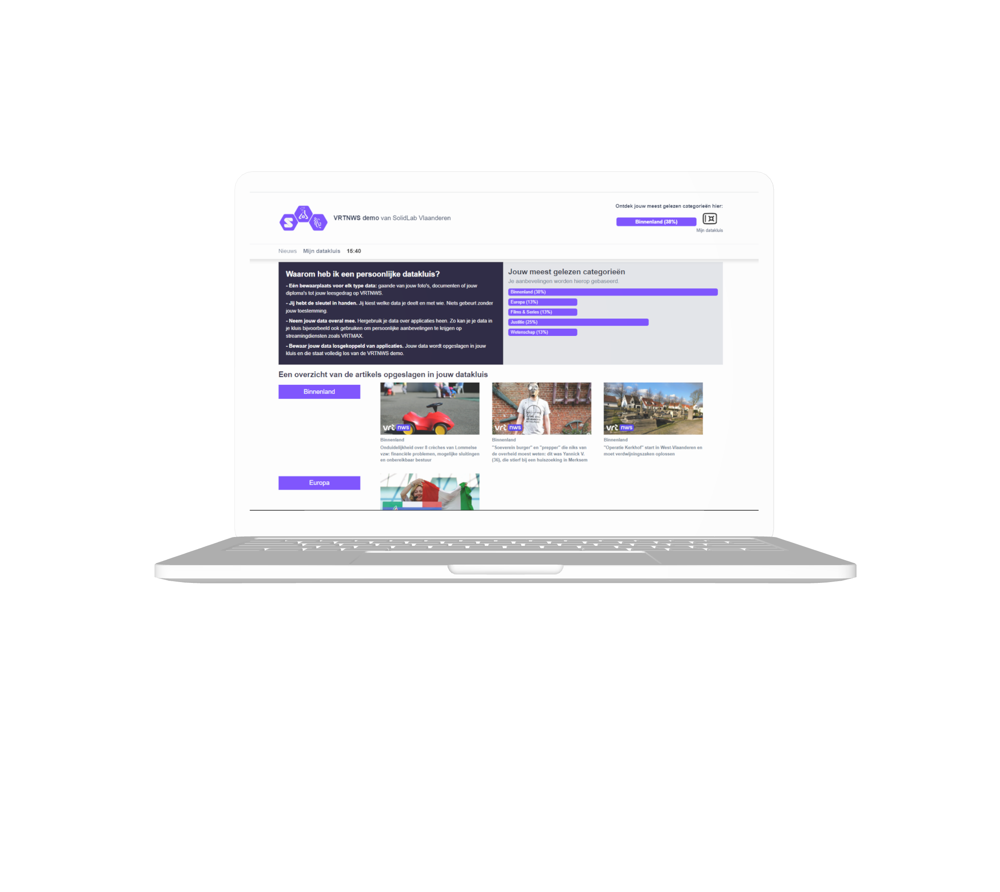 VRTNWS demo van SolidLab Vlaanderen
Ontdek jouw meest gelezen categorieën hier:
Binnenland (38%)
Mijn datakluis
Nieuws Mijn datakluis 15:40
Waarom heb ik een persoonlijke datakluis?
- Eén bewaarplaats voor elk type data: gaande van jouw foto's, documenten of jouw
diploma's tot jouw leesgedrag op VRTNWS.
- Jij hebt de sleutel in handen. Jij kiest welke data je deelt en met wie. Niets gebeurt zonder
jouw toestemming.
- Neem jouw data overal mee. Hergebruik je data over applicaties heen. Zo kan je je data in
je kluis bijvoorbeeld ook gebruiken om persoonlijke aanbevelingen te krijgen op
streamingdiensten zoals VRTMAX.
- Bewaar jouw data losgekoppeld van applicaties. Jouw data wordt opgeslagen in jouw
kluis en die staat volledig los van de VRTNWS demo.
Jouw meest gelezen categorieën
Je aanbevelingen worden hierop gebaseerd.
Binnenland (38%)
Europa (13%)
Films & Series (13%)
Justitie (25%)
Wetenschap (13%)
Een overzicht van de artikels opgeslagen in jouw datakluis
Binnenland
vrt nws
Binnenland
Onduidelijkheid over 8 crèches van Lommelse
vzw: financiële problemen, mogelijke sluitingen
en onbereikbaar bestuur
vrt nws
Binnenland
"Soeverein burger" en "prepper" die niks van
de overheid moest weten: dit was Yannick V.
(36), die stierf bij een huiszoeking in Merksem
vrt nws
Binnenland
"Operatie Kerkhof" start in West-Vlaanderen en
moet verdwijningszaken oplossen
Europa